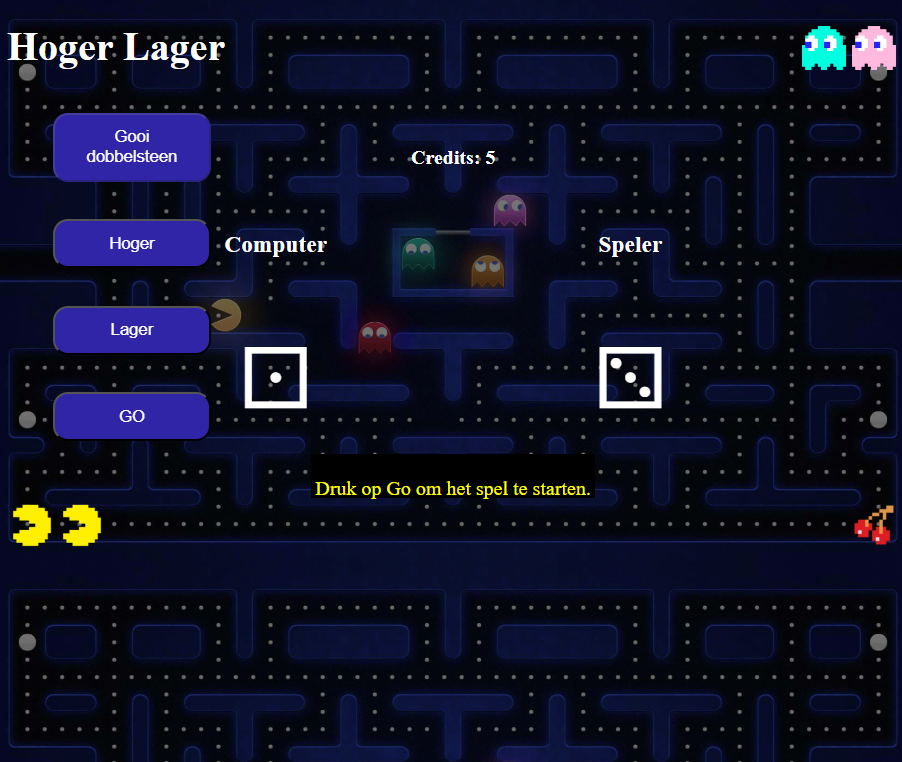 Hoger Lager
Gooi
dobbelsteen
Credits: 5
Hoger
Computer
Speler
Lager
GO
Druk op Go om het spel te starten.